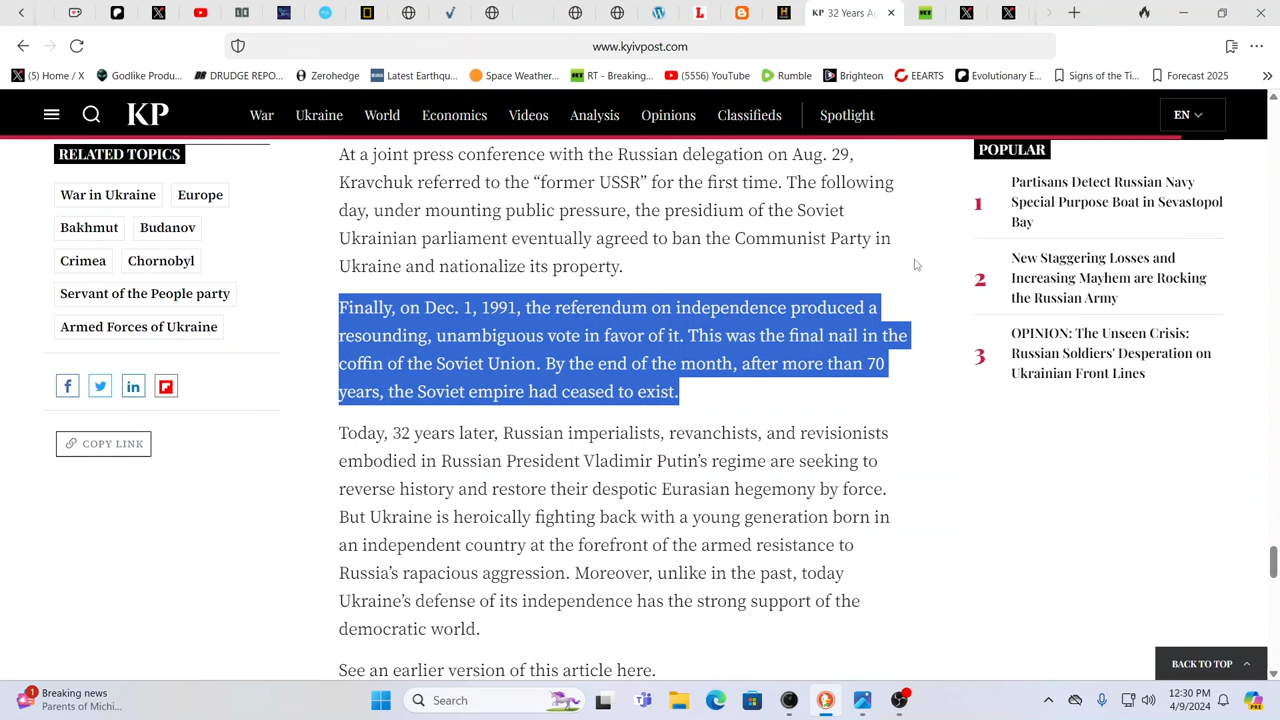 KP 32 Years Ag
www.kyivpost.com
(5) Home / X
Godlike Produ...
DRUDGE REPO...
Zerohedge
Latest Earthqu...
Space Weather...
RT - Breaking...
(5556) YouTube
Rumble
Brighteon
EEARTS
Evolutionary E...
Signs of the Ti...
Forecast 2025
KP
War
Ukraine
World
Economics
Videos
Analysis
Opinions
Classifieds
Spotlight
EN
RELATED TOPICS
War in Ukraine
Europe
Bakhmut
Budanov
Crimea
Chornobyl
Servant of the People party
Armed Forces of Ukraine
COPY LINK
At a joint press conference with the Russian delegation on Aug. 29,
Kravchuk referred to the “former USSR” for the first time. The following
day, under mounting public pressure, the presidium of the Soviet
Ukrainian parliament eventually agreed to ban the Communist Party in
Ukraine and nationalize its property.
Finally, on Dec. 1, 1991, the referendum on independence produced a
resounding, unambiguous vote in favor of it. This was the final nail in the
coffin of the Soviet Union. By the end of the month, after more than 70
years, the Soviet empire had ceased to exist.
Today, 32 years later, Russian imperialists, revanchists, and revisionists
embodied in Russian President Vladimir Putin’s regime are seeking to
reverse history and restore their despotic Eurasian hegemony by force.
But Ukraine is heroically fighting back with a young generation born in
an independent country at the forefront of the armed resistance to
Russia’s rapacious aggression. Moreover, unlike in the past, today
Ukraine’s defense of its independence has the strong support of the
democratic world.
See an earlier version of this article here.
POPULAR
1
Partisans Detect Russian Navy
Special Purpose Boat in Sevastopol
Bay
2
New Staggering Losses and
Increasing Mayhem are Rocking
the Russian Army
3
OPINION: The Unseen Crisis:
Russian Soldiers' Desperation on
Ukrainian Front Lines
BACK TO TOP
1
Breaking news
Parents of Michi...
Search
12:30 PM
4/9/2024